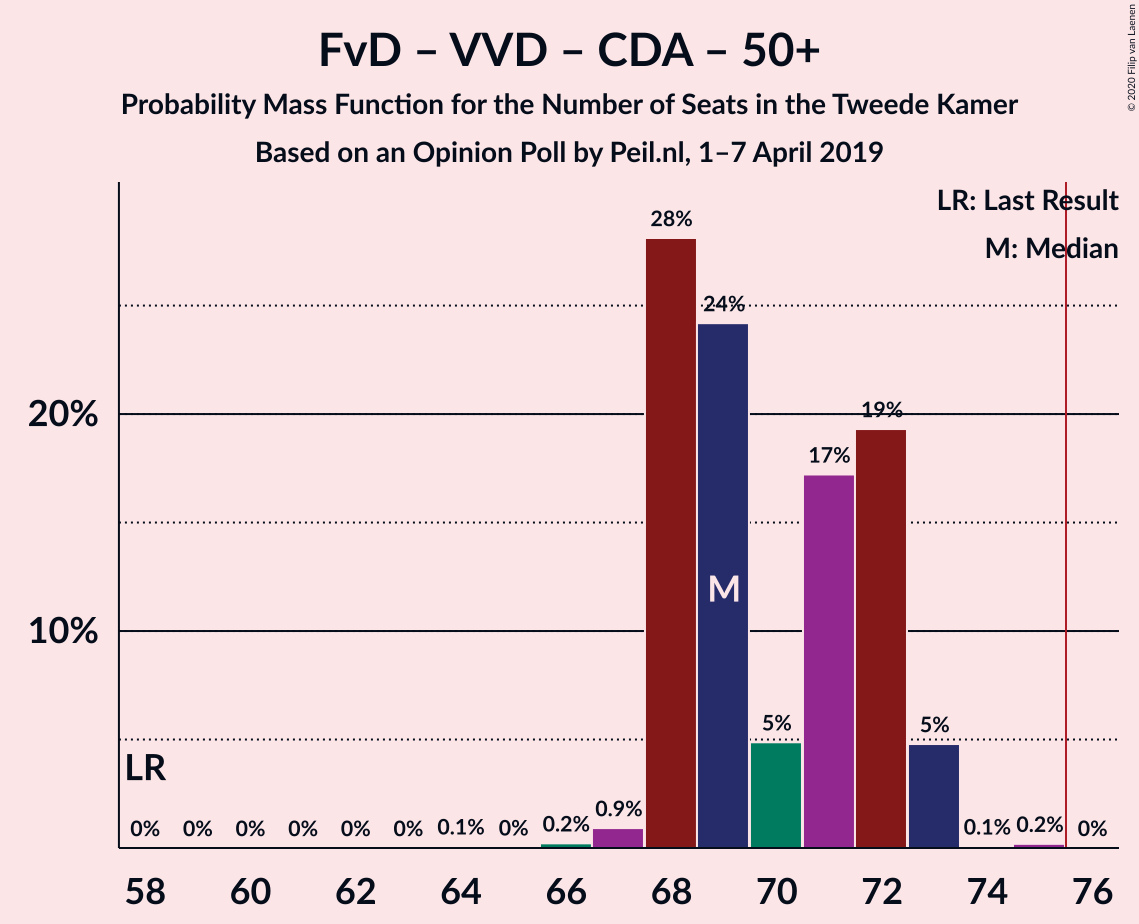 FvD – VVD – CDA – 50+
Probability Mass Function for the Number of Seats in the Tweede Kamer
Based on an Opinion Poll by Peil.nl, 1–7 April 2019
© 2020 Filip van Laenen
LR: Last Result
M: Median
28%
24%
20%
19%
17%
M
10%
5%
5%
LR
0.9%
0% 0% 0% 0% 0% 0% 0.1% 0% 0.2% 0.1% 0.2% 0%
58 60 62 64 66 68 70 72 74 76